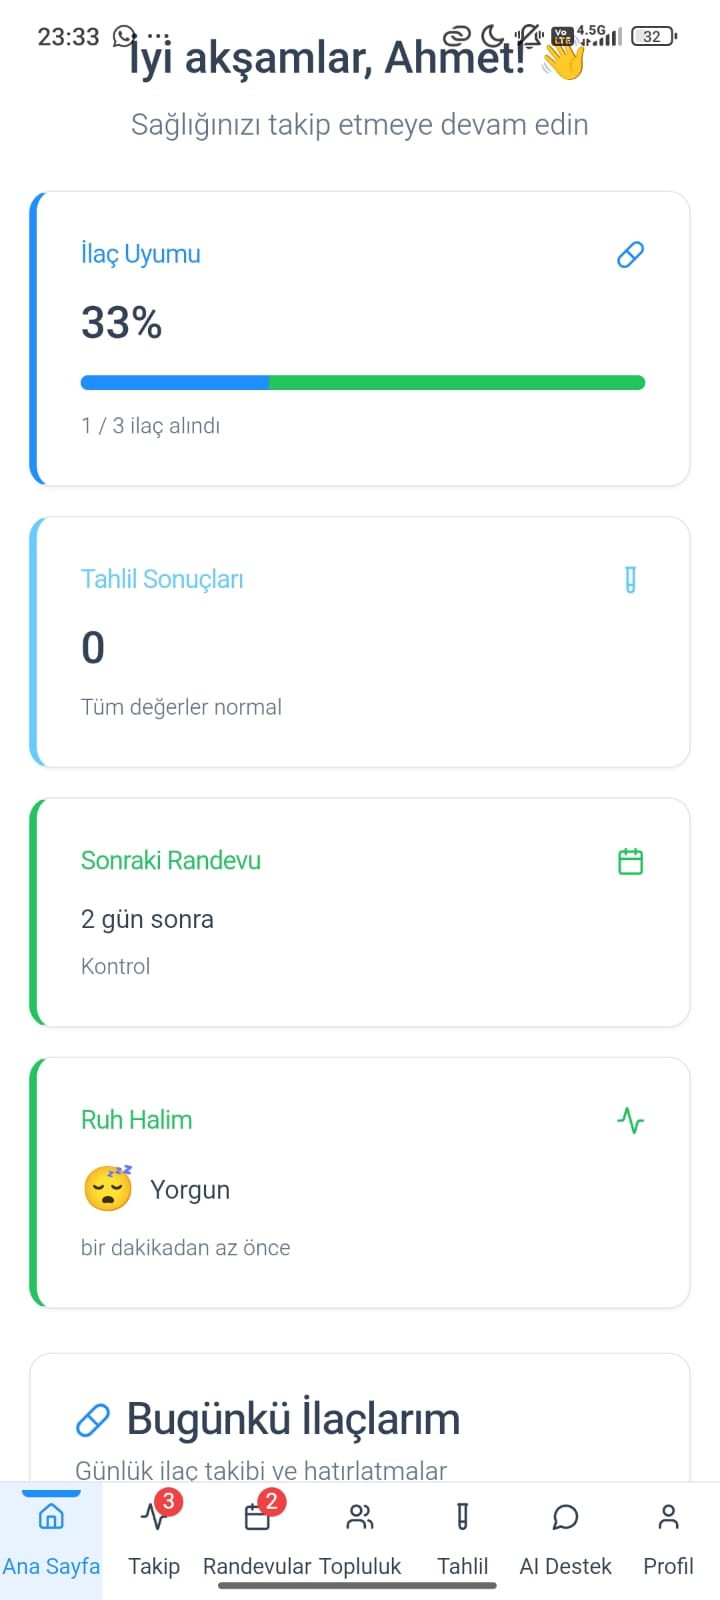 23:33
4.5G
Vo
LTE
32
İyi akşamlar, Ahmet! 👋
Sağlığınızı takip etmeye devam edin
İlaç Uyumu
33%
1 / 3 ilaç alındı
Tahlil Sonuçları
0
Tüm değerler normal
Sonraki Randevu
2 gün sonra
Kontrol
Ruh Halim
😴 Yorgun
bir dakikadan az önce
Bugünkü İlaçlarım
Günlük ilaç takibi ve hatırlatmalar
3
2
Ana Sayfa
Takip
Randevular
Topluluk
Tahlil
AI Destek
Profil